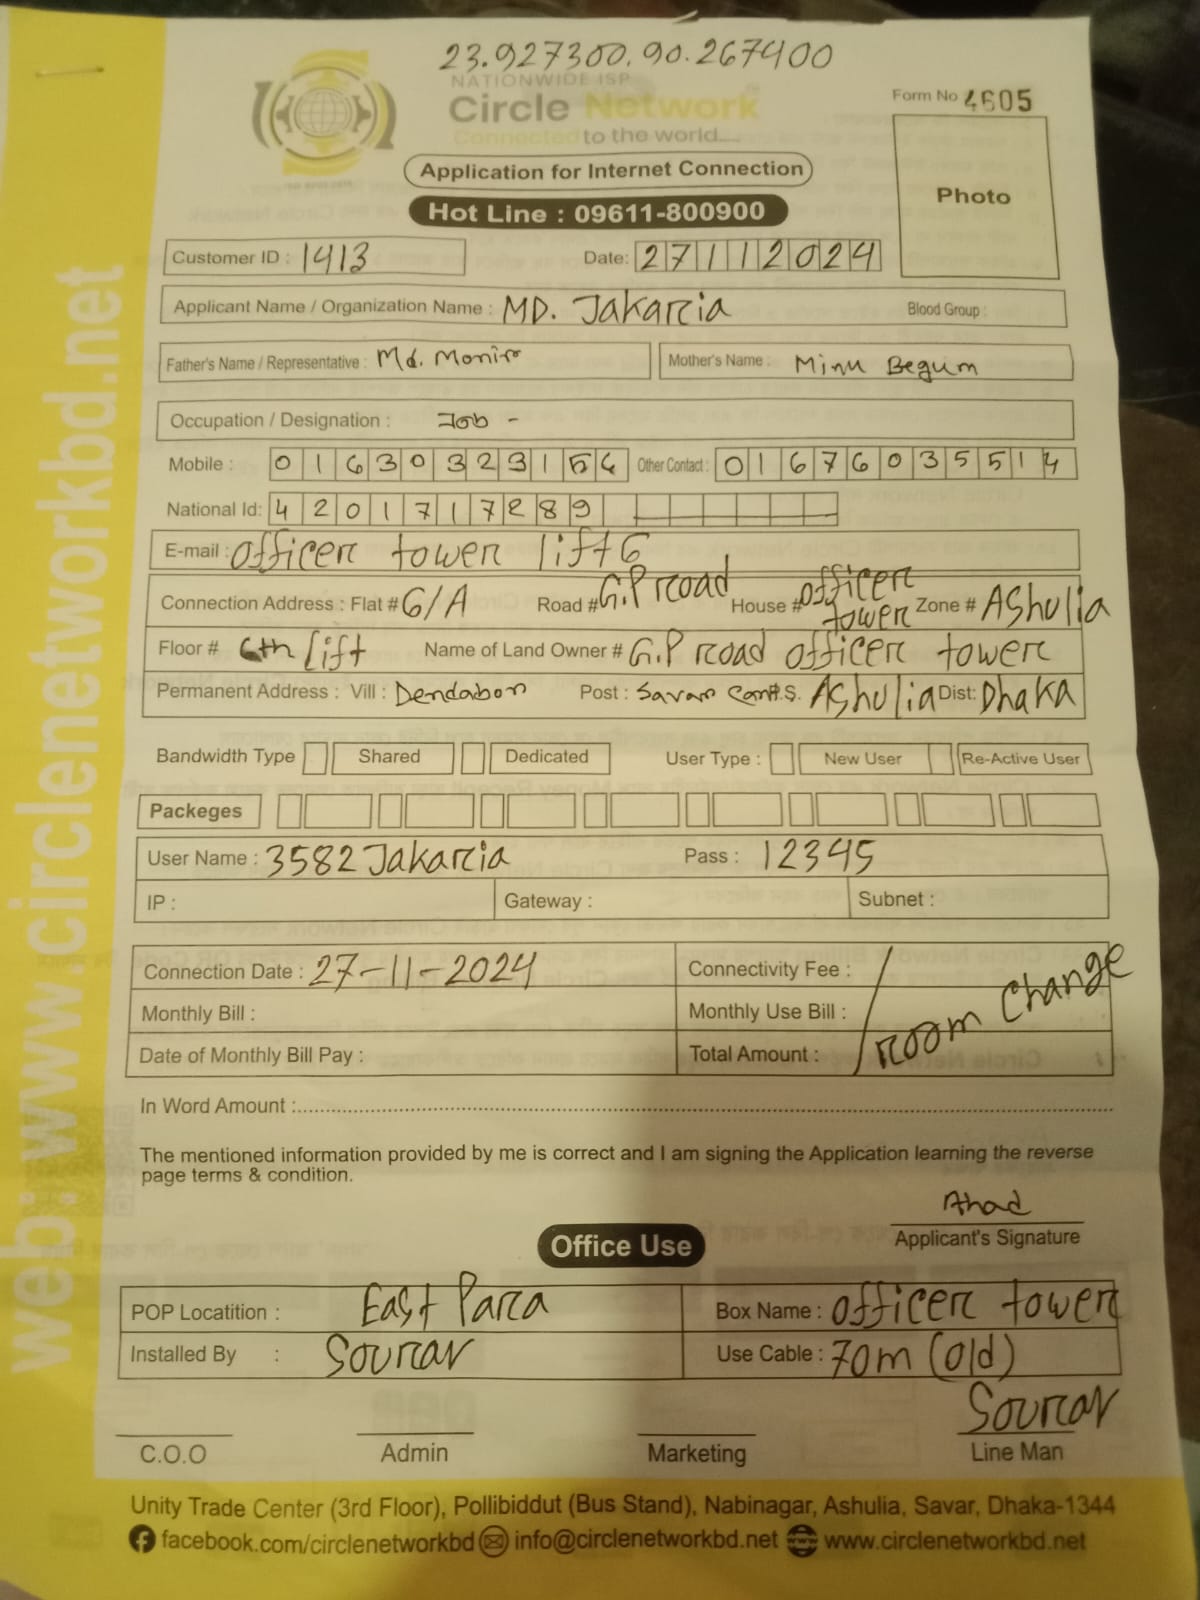 23.927300,90.267400
NATIONWIDE ISP
Circle Network
Connected to the world....
Form No 4605
Application for Internet Connection
Photo
Hot Line : 09611-800900
Customer ID : 1413 Date: 27112024
Applicant Name / Organization Name : MD. Jakaria Blood Group :
Father's Name / Representative : Md. Monir Mother's Name : Minu Begum
Occupation / Designation : Job -
Mobile : 0163032315 Other Contact : 01676035514
National Id: 4201717289
E-mail : officer tower lift 6
Connection Address : Flat # 6/A Road # G.P road House # officer tower Zone # Ashulia
Floor # 6th lift Name of Land Owner # G.P road officer tower
Permanent Address : Vill : Dendabor Post : Savar Cantt P.S. Ashulia Dist: Dhaka
Bandwidth Type Shared Dedicated User Type : New User Re-Active User
Packeges
User Name : 3582 Jakaria Pass : 12345
IP : Gateway : Subnet :
Connection Date : 27-11-2024 Connectivity Fee :
Monthly Bill : Monthly Use Bill : Room Change
Date of Monthly Bill Pay : Total Amount :
In Word Amount :
The mentioned information provided by me is correct and I am signing the Application learning the reverse
page terms & condition.
Ahad
Applicant's Signature
Office Use
POP Locatition : East Para Box Name : officer tower
Installed By : Sourav Use Cable : 70m (old)
Sourav
C.O.O Admin Marketing Line Man
Unity Trade Center (3rd Floor), Pollibiddut (Bus Stand), Nabinagar, Ashulia, Savar, Dhaka-1344
facebook.com/circlenetworkbd info@circlenetworkbd.net www.circlenetworkbd.net
web: www.circlenetworkbd.net